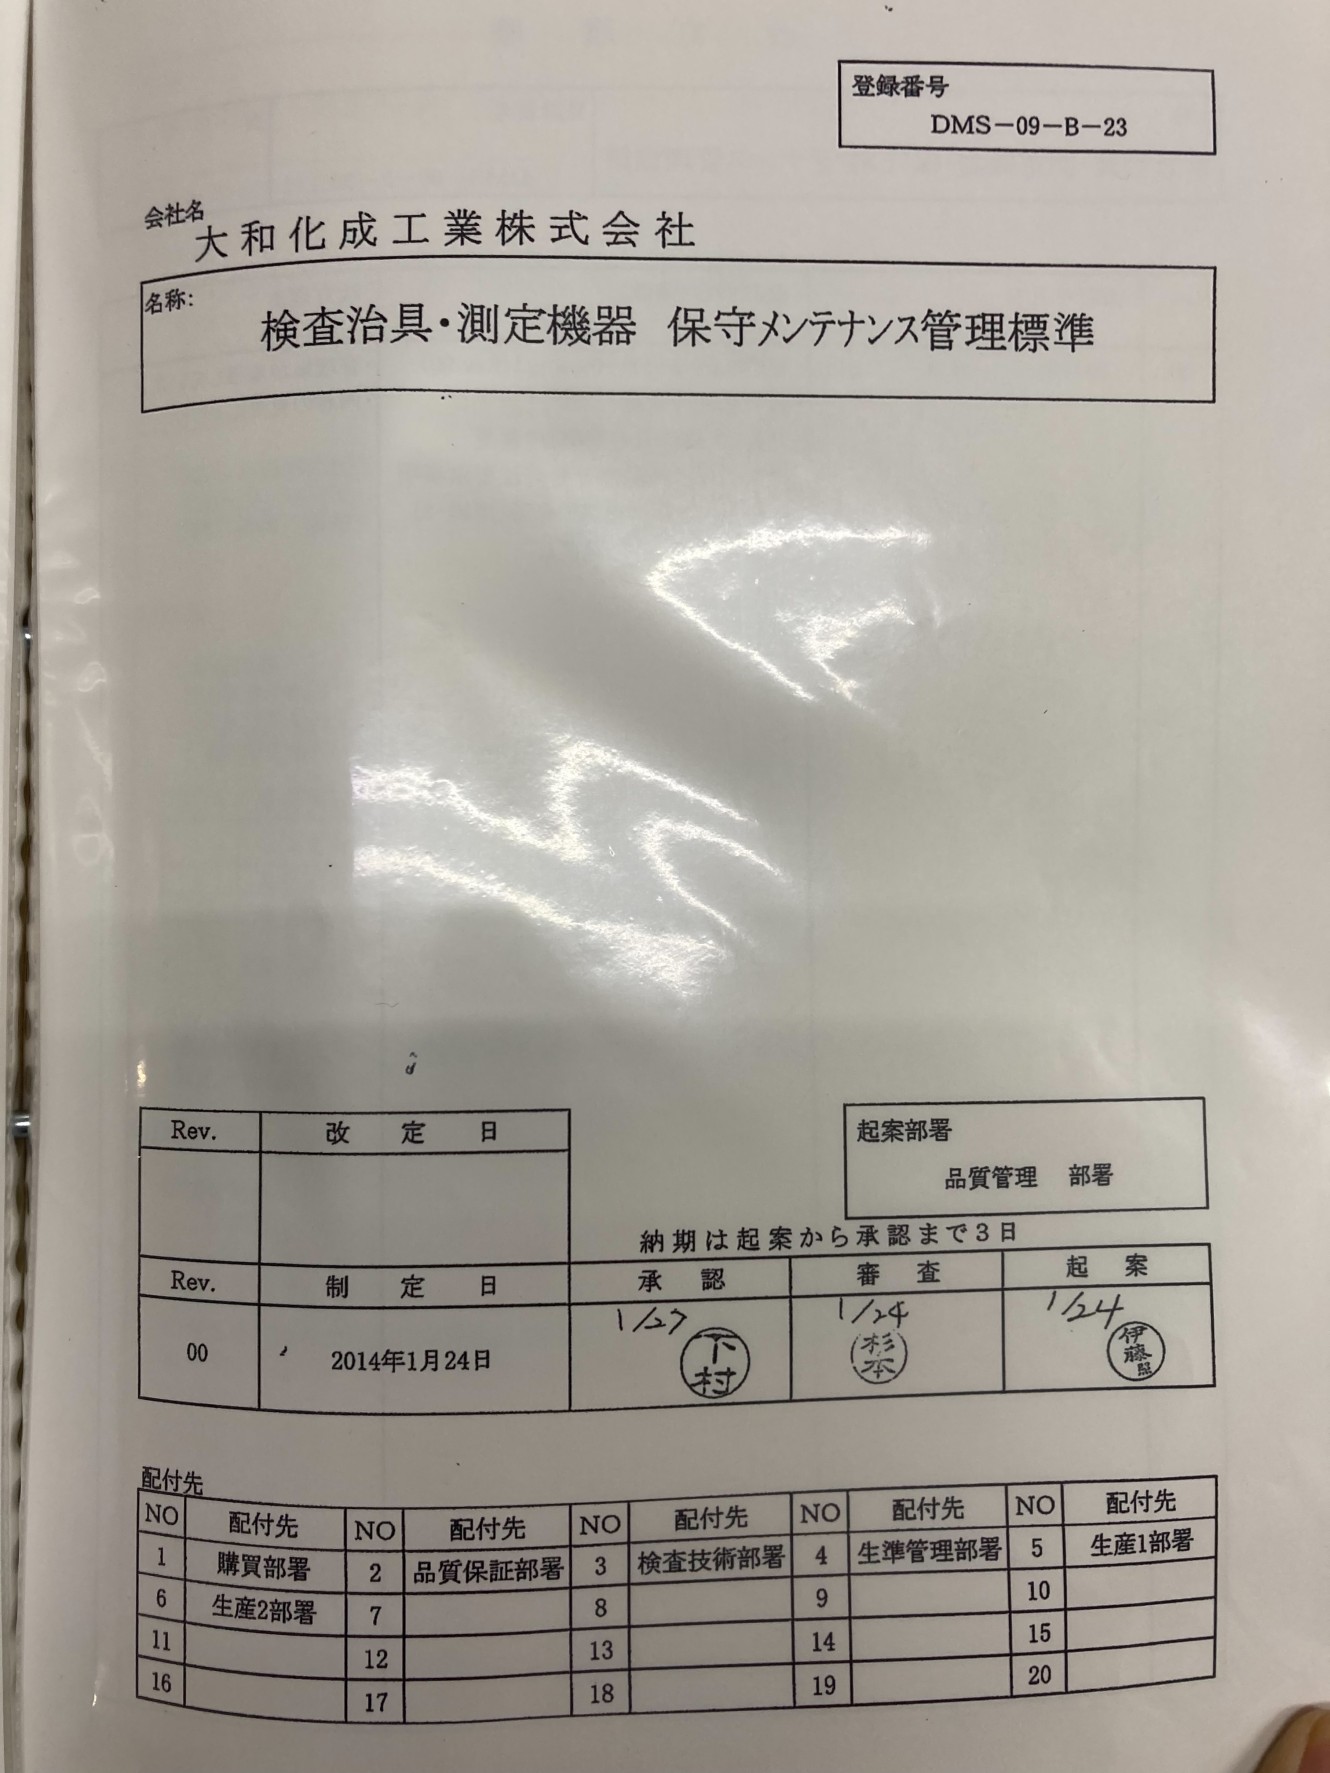 登録番号
DMS－09－B－23
会社名
大和化成工業株式会社
名称:
検査治具・測定機器 保守メンテナンス管理標準
Rev. 改定日
起案部署
品質管理 部署
納期は起案から承認まで3日
Rev. 制定日 承認 審査 起案
1/27 1/24 1/24
00 2014年1月24日 下村 杉本 伊藤照
配付先
NO 配付先 NO 配付先 NO 配付先 NO 配付先 NO 配付先
1 購買部署 2 品質保証部署 3 検査技術部署 4 生準管理部署 5 生産1部署
6 生産2部署 7 8 9 10
11 12 13 14 15
16 17 18 19 20